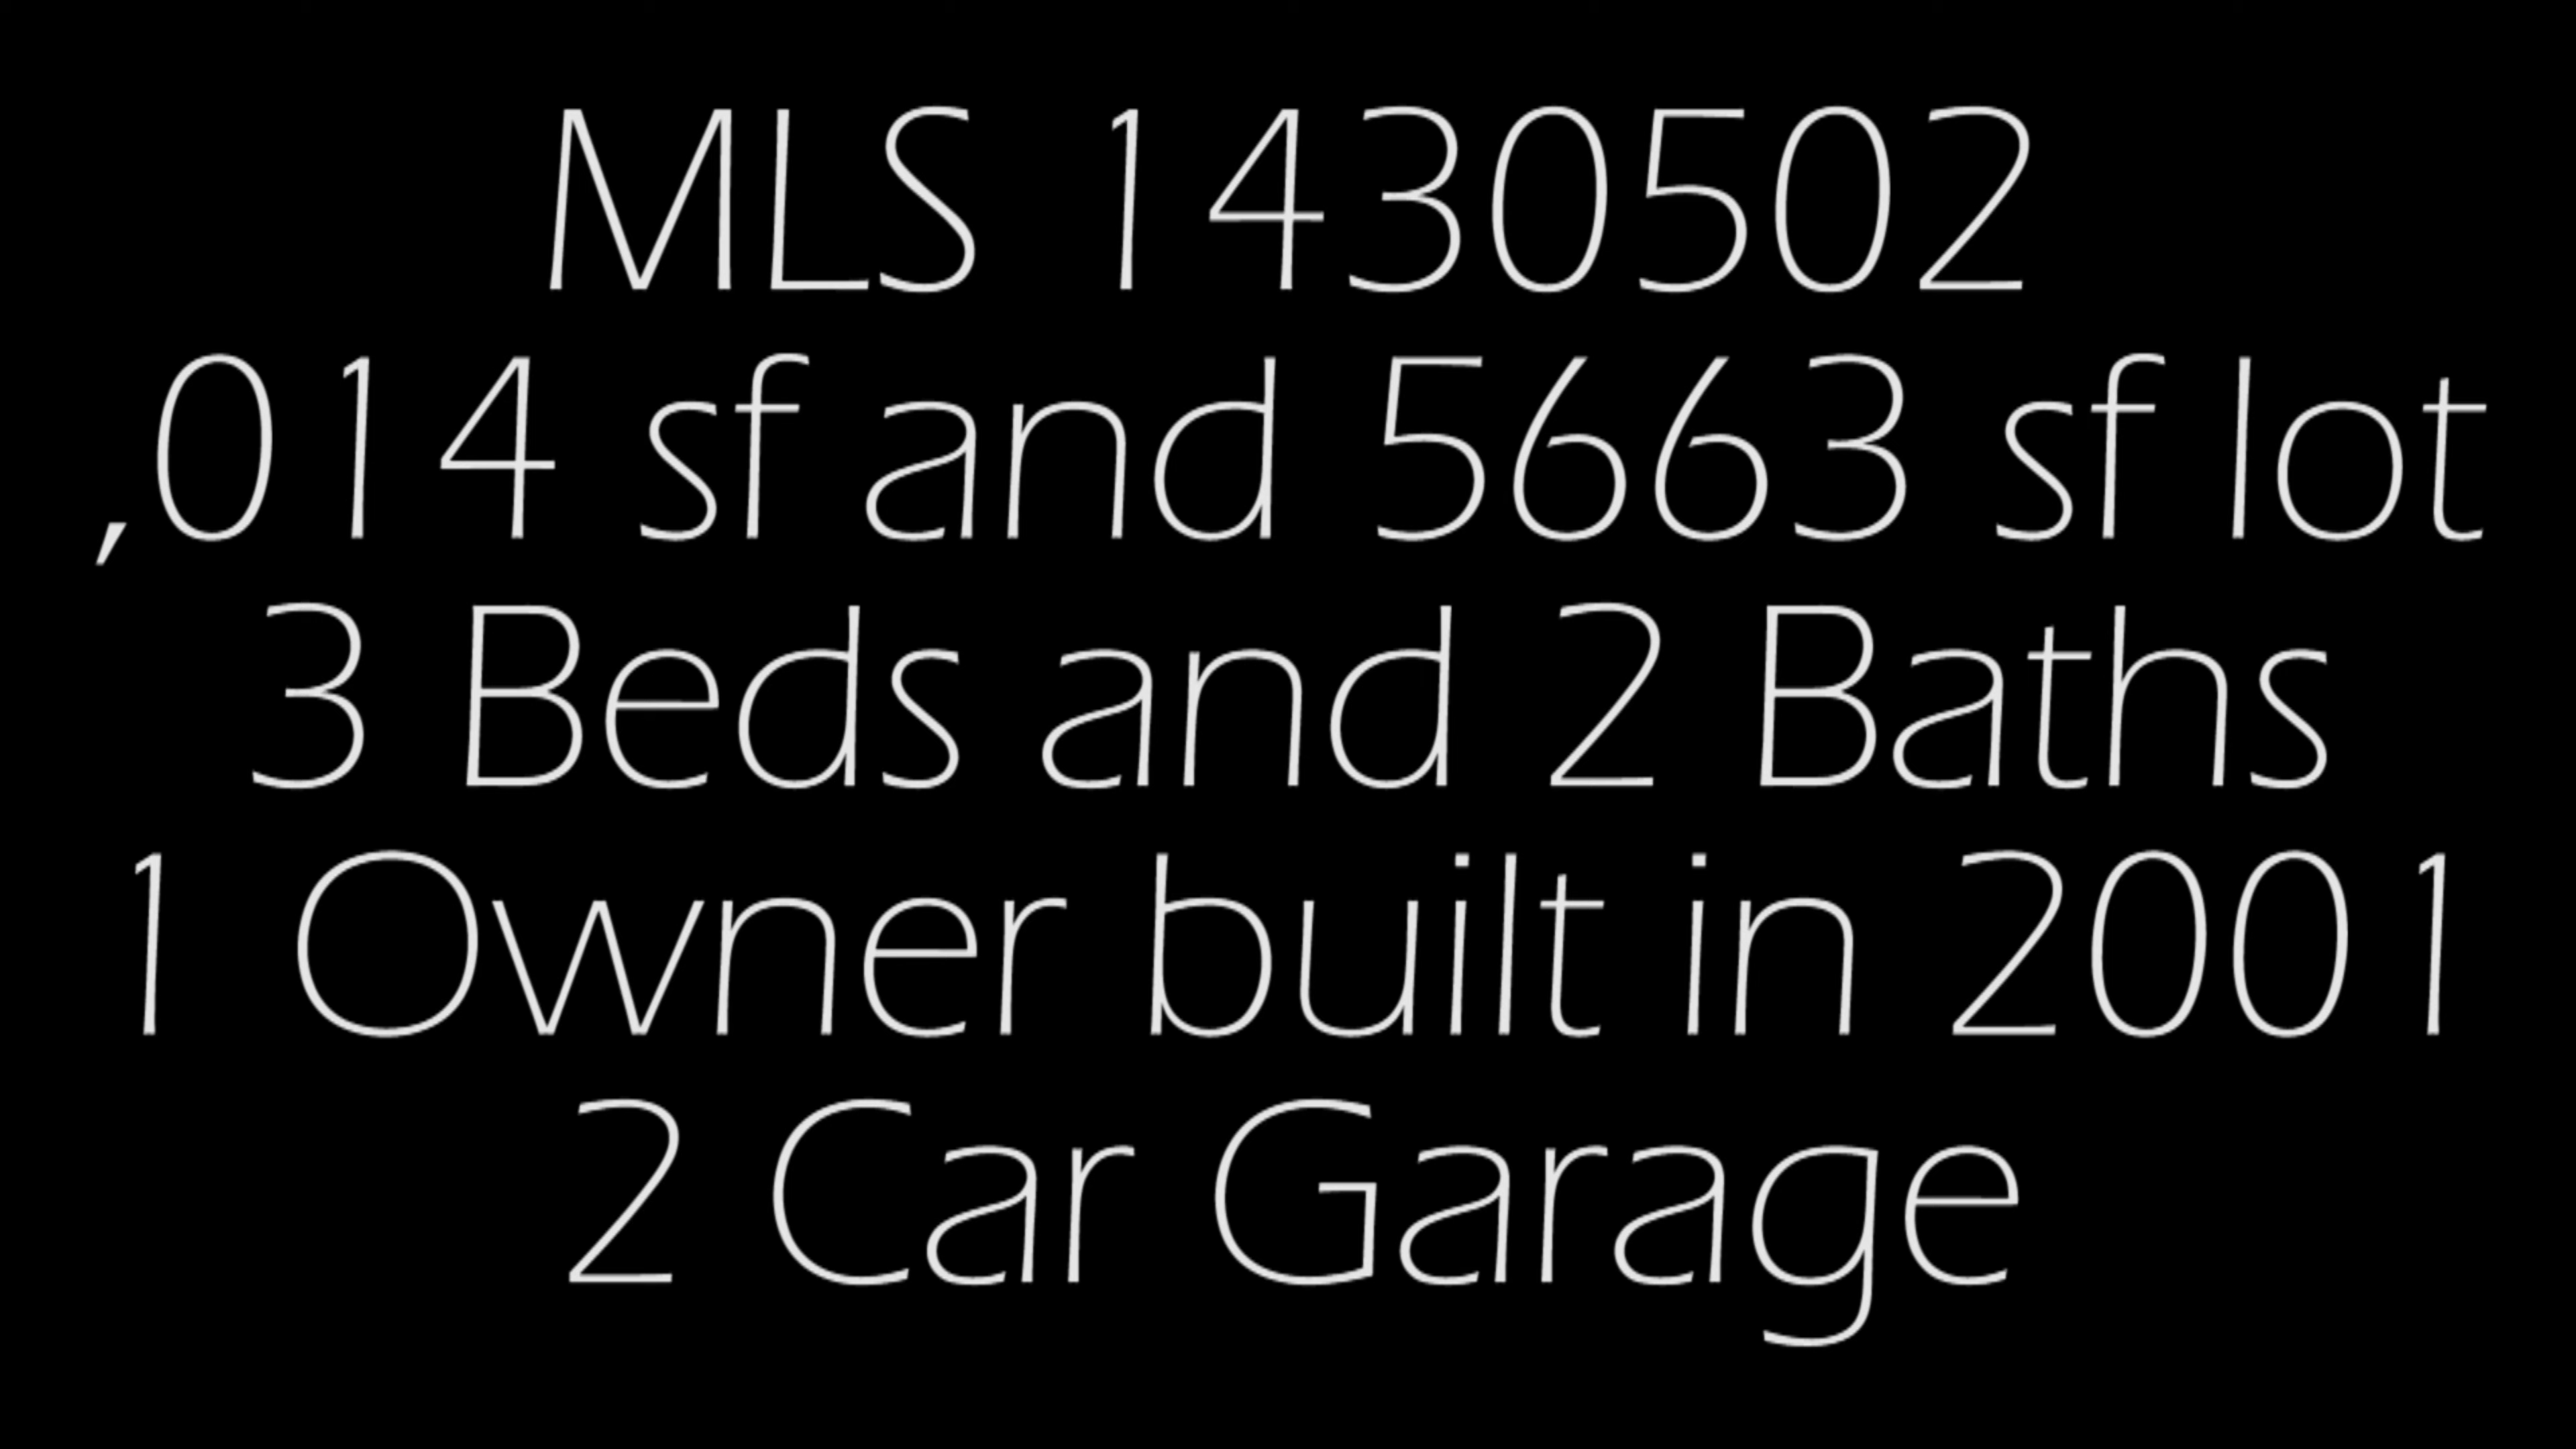 MLS 1430502
,014 sf and 5663 sf lot
3 Beds and 2 Baths
1 Owner built in 2001
2 Car Garage